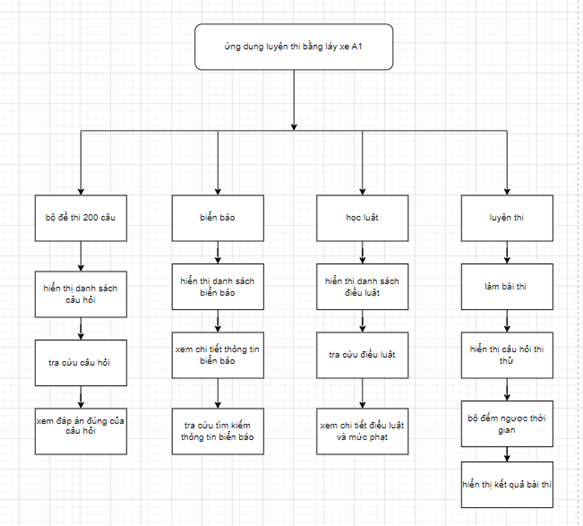 ứng dụng luyện thi bằng láy xe A1
bộ đề thi 200 câu
biển báo
học luật
luyện thi
hiển thị danh sách
câu hỏi
hiển thị danh sách
biển báo
hiển thị danh sách
điều luật
làm bài thi
tra cứu câu hỏi
xem chi tiết thông tin
biển báo
tra cứu điều luật
hiển thị câu hỏi thi
thử
xem đáp án đúng của
câu hỏi
tra cứu tìm kiếm
thông tin biển báo
xem chi tiết điều luật
và mức phạt
bộ đếm ngược thời
gian
hiển thị kết quả bài thi